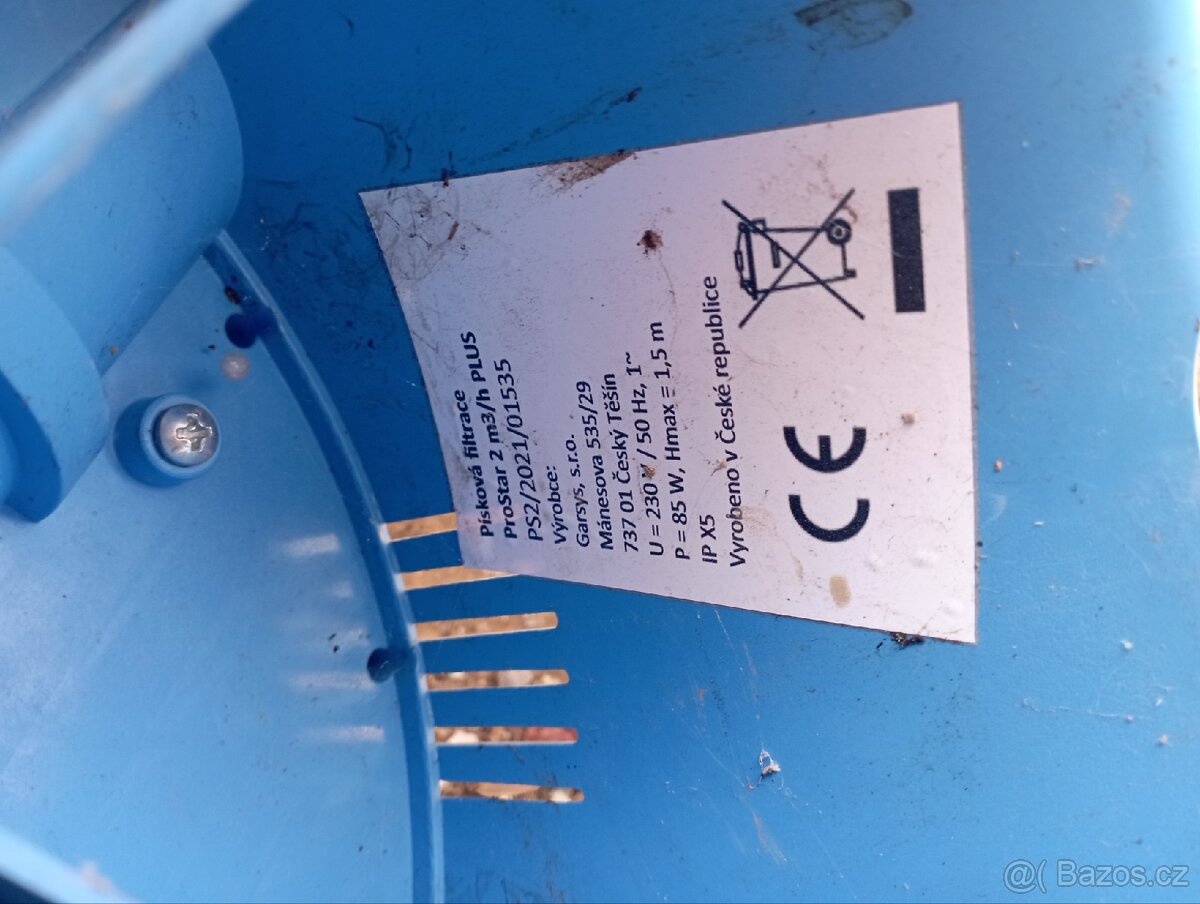 Písková filtrace
ProStar 2 m3/h PLUS
PS2/2021/01535
Výrobce:
Garsys, s.r.o.
Mánesova 535/29
737 01 Český Těšín
U = 230 V / 50 Hz, 1~
P = 85 W, Hmax = 1,5 m
IP X5
Vyrobeno v České republice
CE
@( Bazos.cz